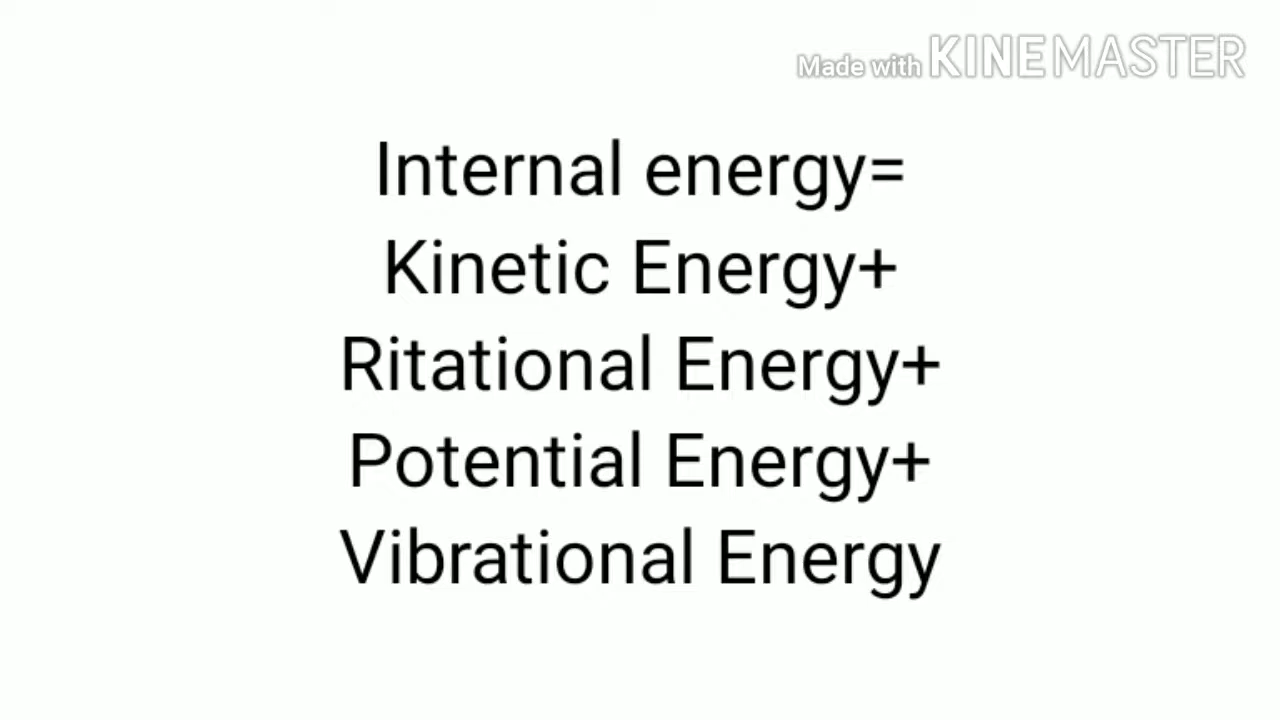 Made with KINEMASTER
Internal energy=
Kinetic Energy+
Ritational Energy+
Potential Energy+
Vibrational Energy